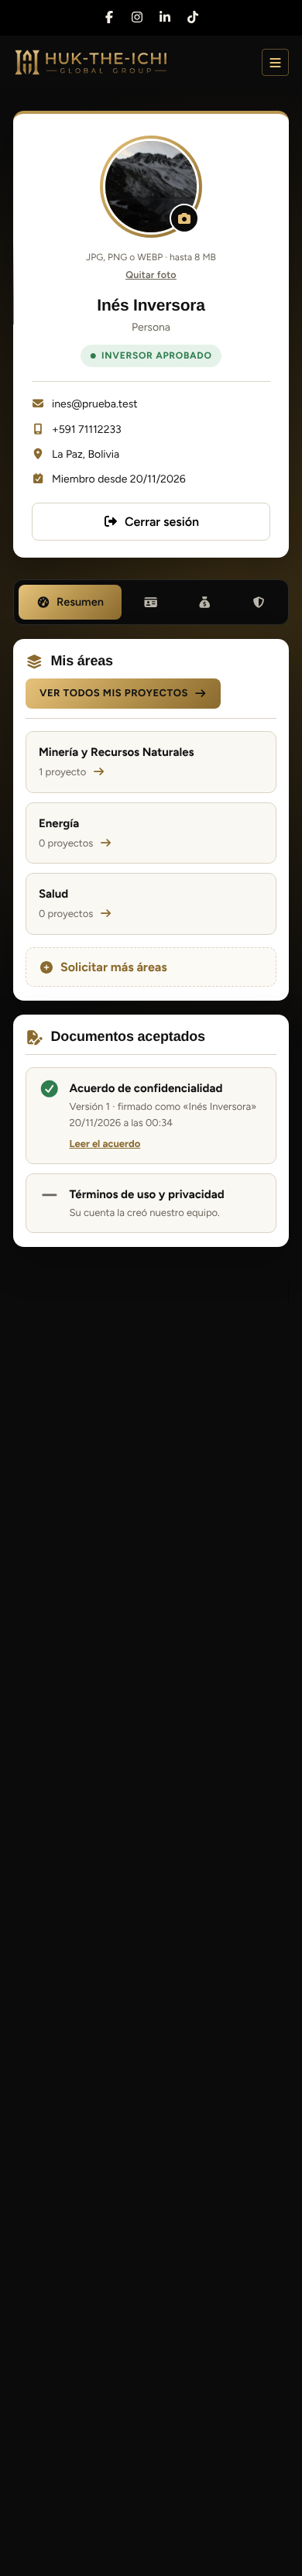 HUK-THE-ICHI
GLOBAL GROUP
JPG, PNG o WEBP · hasta 8 MB
Quitar foto
Inés Inversora
Persona
INVERSOR APROBADO
ines@prueba.test
+591 71112233
La Paz, Bolivia
Miembro desde 20/11/2026
Cerrar sesión
Resumen
Mis áreas
VER TODOS MIS PROYECTOS
Minería y Recursos Naturales
1 proyecto
Energía
0 proyectos
Salud
0 proyectos
Solicitar más áreas
Documentos aceptados
Acuerdo de confidencialidad
Versión 1 · firmado como «Inés Inversora»
20/11/2026 a las 00:34
Leer el acuerdo
Términos de uso y privacidad
Su cuenta la creó nuestro equipo.